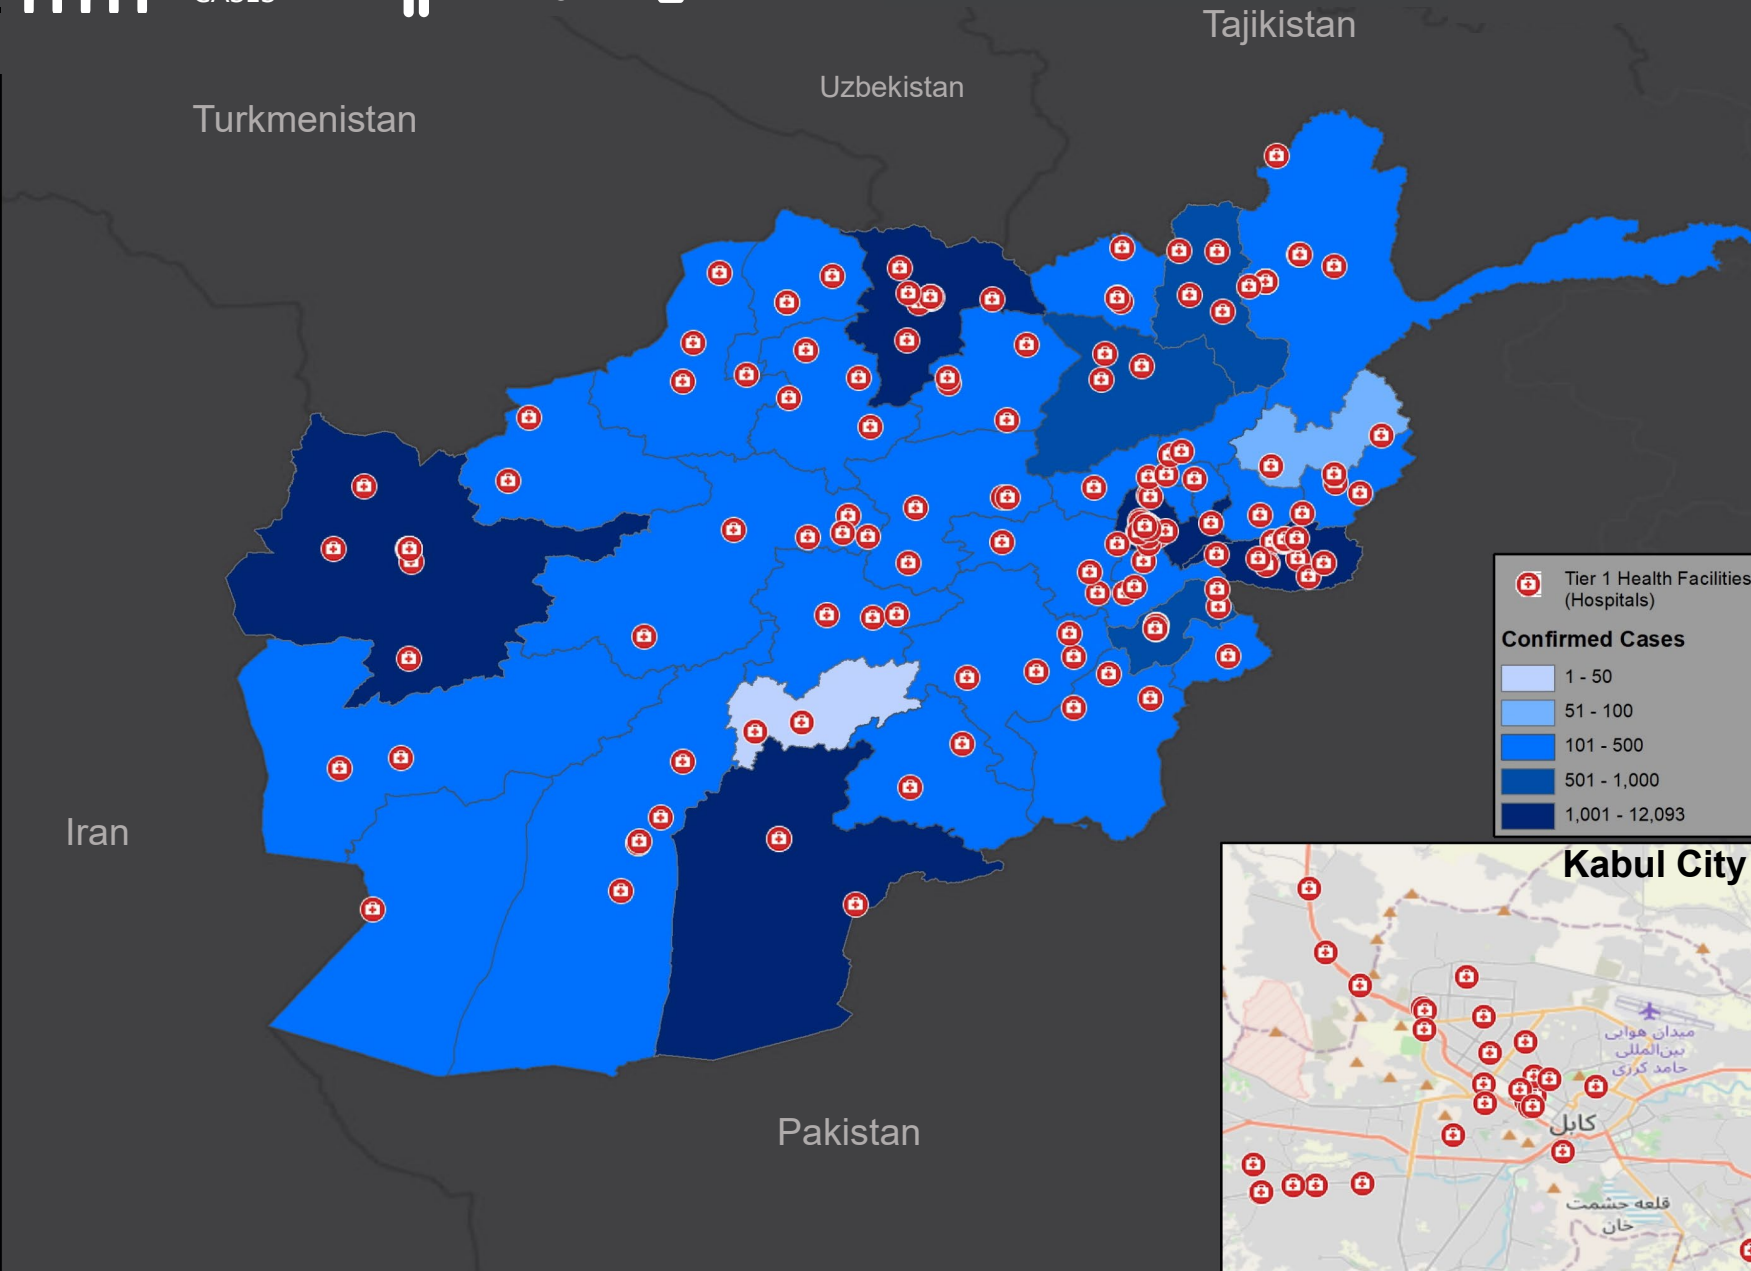 Tajikistan
Uzbekistan
Turkmenistan
Tier 1 Health Facilities
(Hospitals)
Confirmed Cases
1 - 50
51 - 100
101 - 500
501 - 1,000
1,001 - 12,093
Iran
Pakistan
Kabul City
میدان هوایی
بین‌المللی
حامد کرزی
کابل
قلعه حشمت
خان